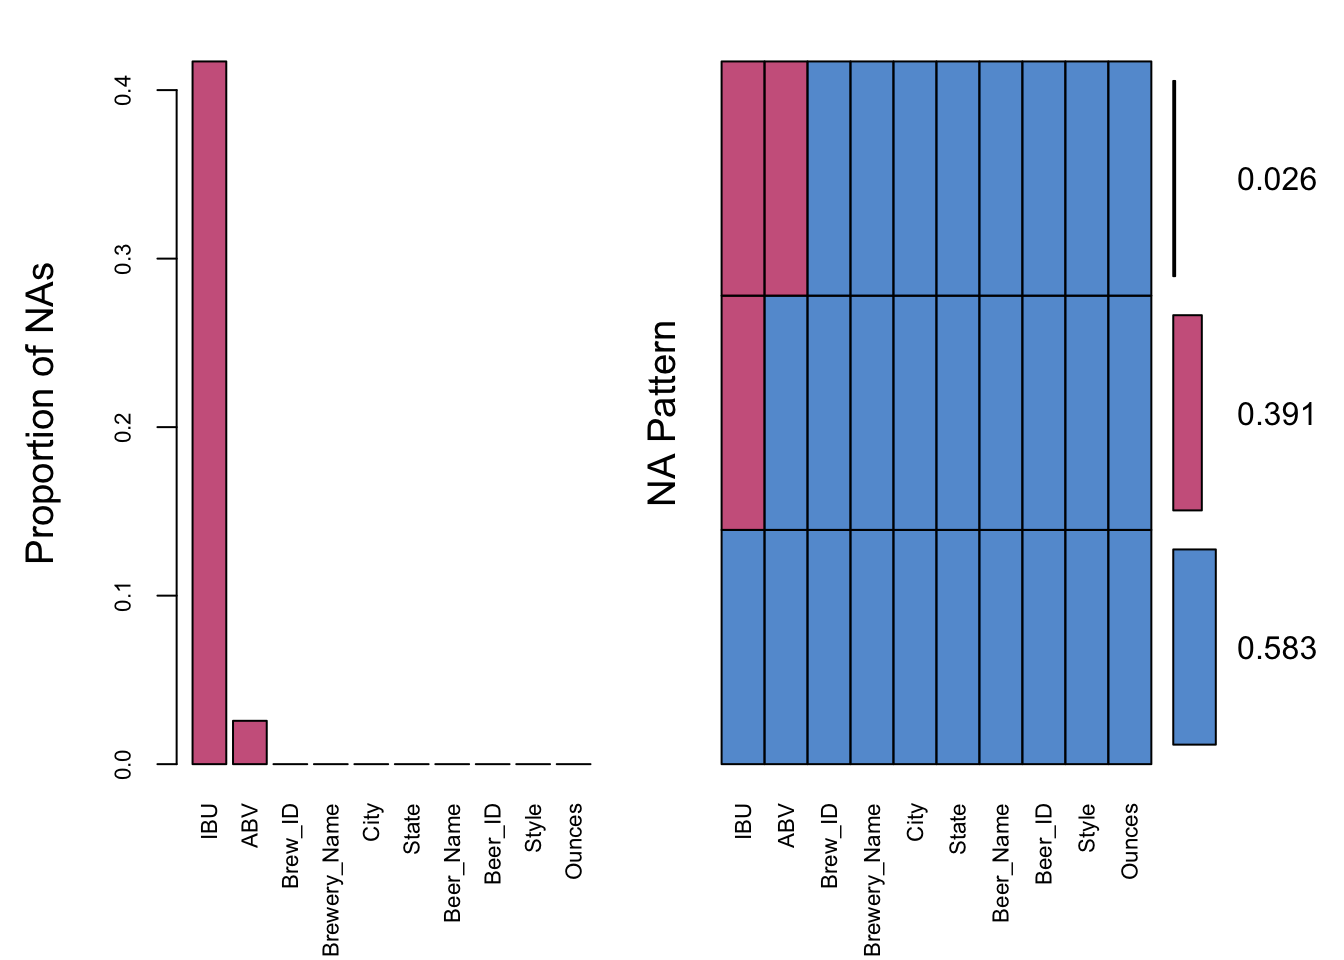 Proportion of NAs
0.4
0.3
0.2
0.1
0.0
IBU
ABV
Brew_ID
Brewery_Name
City
State
Beer_Name
Beer_ID
Style
Ounces
NA Pattern
IBU
ABV
Brew_ID
Brewery_Name
City
State
Beer_Name
Beer_ID
Style
Ounces
0.026
0.391
0.583